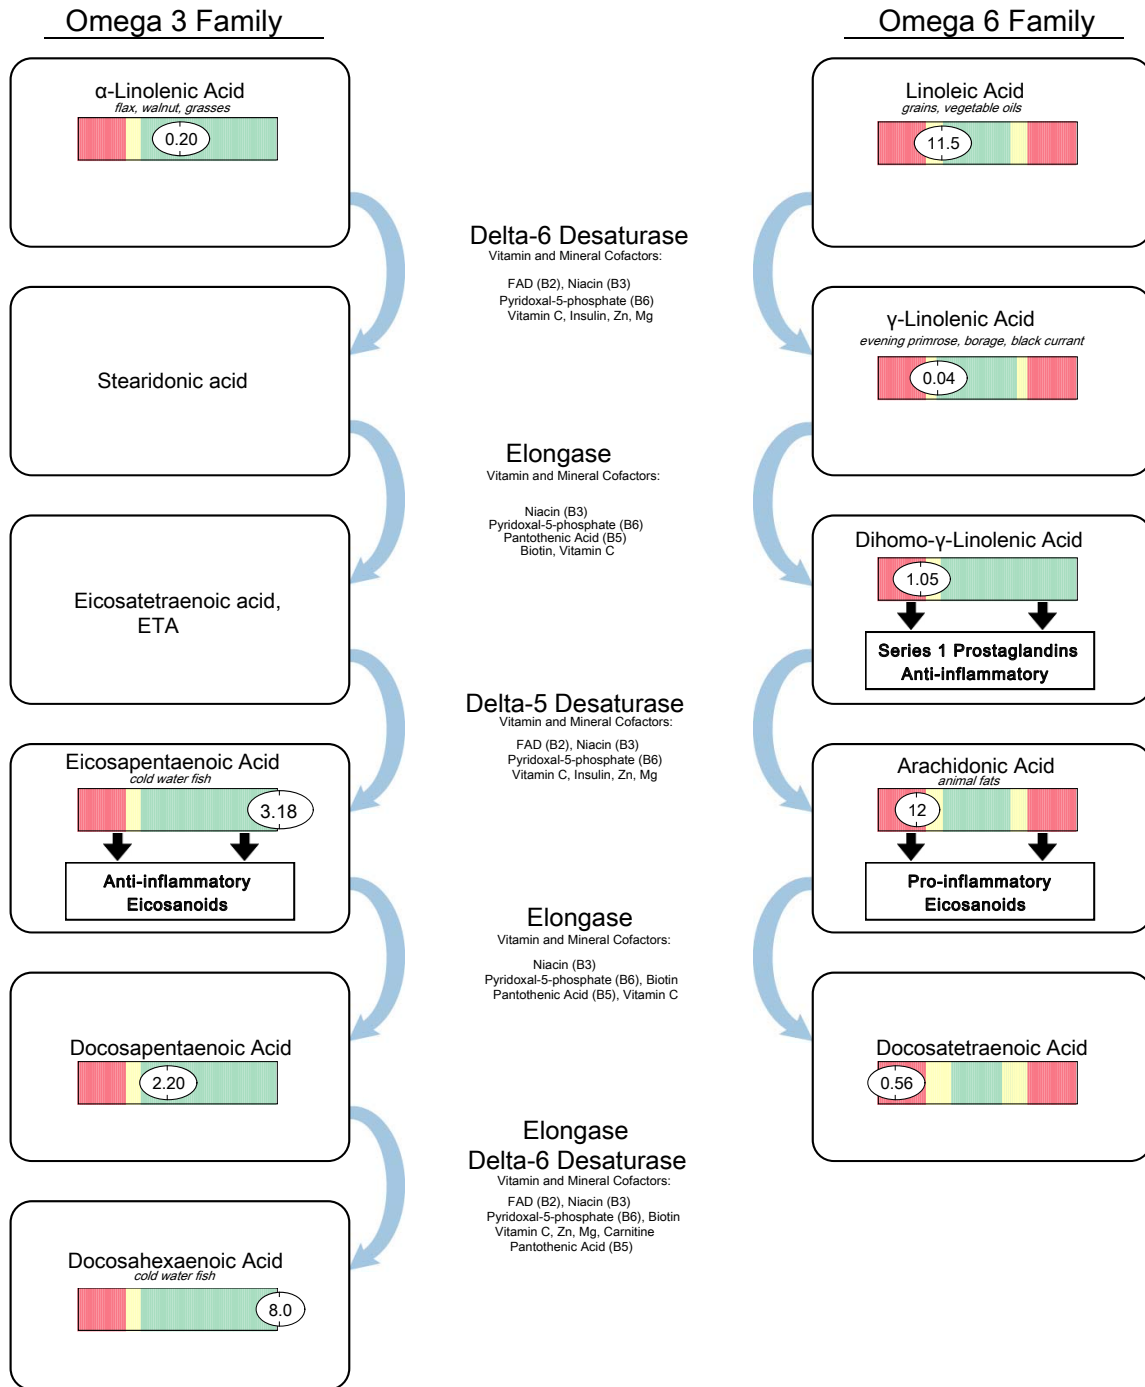 Omega 3 Family
Omega 6 Family
α-Linolenic Acid
flax, walnut, grasses
0.20
Linoleic Acid
grains, vegetable oils
11.5
Delta-6 Desaturase
Vitamin and Mineral Cofactors:
FAD (B2), Niacin (B3)
Pyridoxal-5-phosphate (B6)
Vitamin C, Insulin, Zn, Mg
Stearidonic acid
γ-Linolenic Acid
evening primrose, borage, black currant
0.04
Elongase
Vitamin and Mineral Cofactors:
Niacin (B3)
Pyridoxal-5-phosphate (B6)
Pantothenic Acid (B5)
Biotin, Vitamin C
Eicosatetraenoic acid,
ETA
Dihomo-γ-Linolenic Acid
1.05
Series 1 Prostaglandins
Anti-inflammatory
Delta-5 Desaturase
Vitamin and Mineral Cofactors:
FAD (B2), Niacin (B3)
Pyridoxal-5-phosphate (B6)
Vitamin C, Insulin, Zn, Mg
Eicosapentaenoic Acid
cold water fish
3.18
Anti-inflammatory
Eicosanoids
Arachidonic Acid
animal fats
12
Pro-inflammatory
Eicosanoids
Elongase
Vitamin and Mineral Cofactors:
Niacin (B3)
Pyridoxal-5-phosphate (B6), Biotin
Pantothenic Acid (B5), Vitamin C
Docosapentaenoic Acid
2.20
Docosatetraenoic Acid
0.56
Elongase
Delta-6 Desaturase
Vitamin and Mineral Cofactors:
FAD (B2), Niacin (B3)
Pyridoxal-5-phosphate (B6), Biotin
Vitamin C, Zn, Mg, Carnitine
Pantothenic Acid (B5)
Docosahexaenoic Acid
cold water fish
8.0